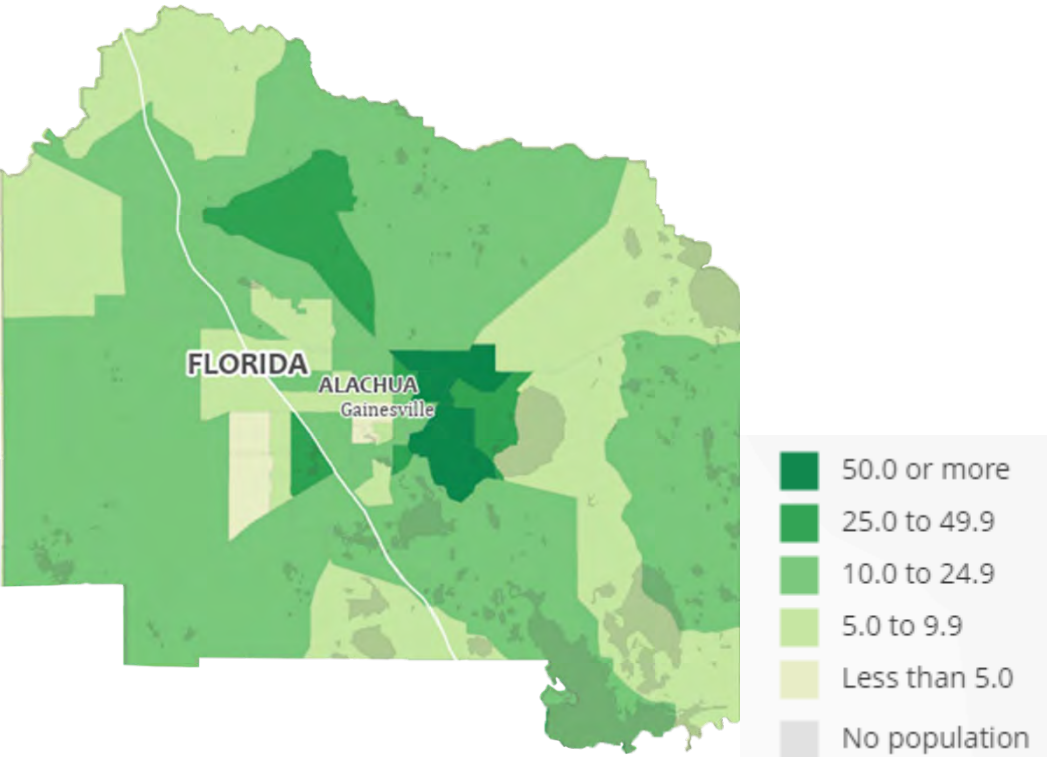 FLORIDA
ALACHUA
Gainesville
50.0 or more
25.0 to 49.9
10.0 to 24.9
5.0 to 9.9
Less than 5.0
No population